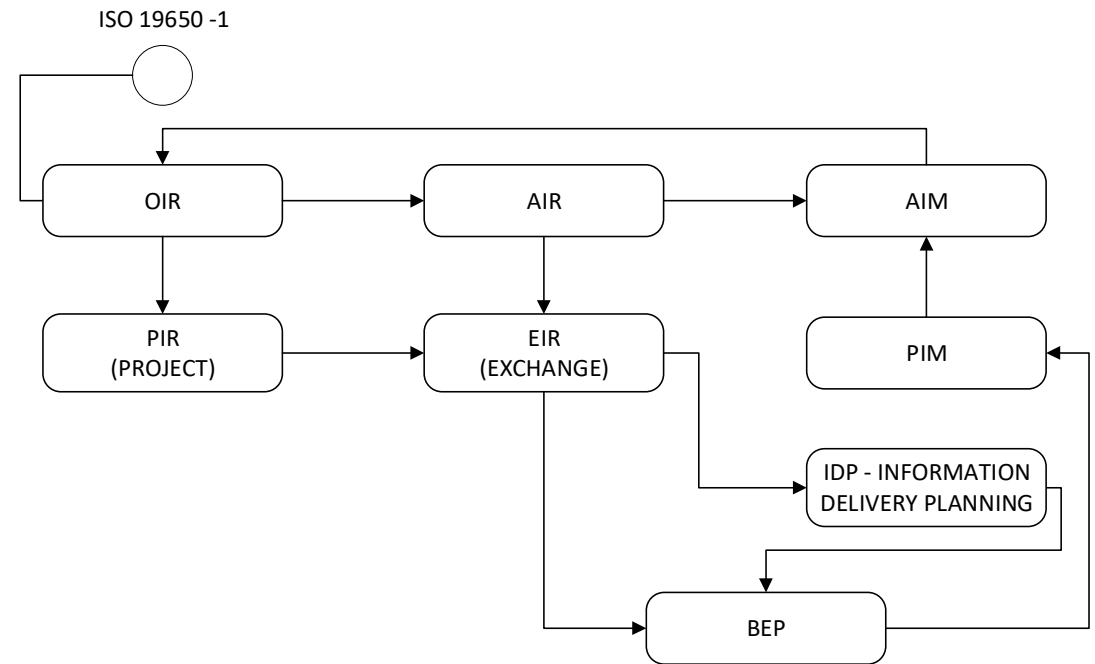 ISO 19650 -1
OIR
AIR
AIM
PIR
(PROJECT)
EIR
(EXCHANGE)
PIM
IDP - INFORMATION
DELIVERY PLANNING
BEP